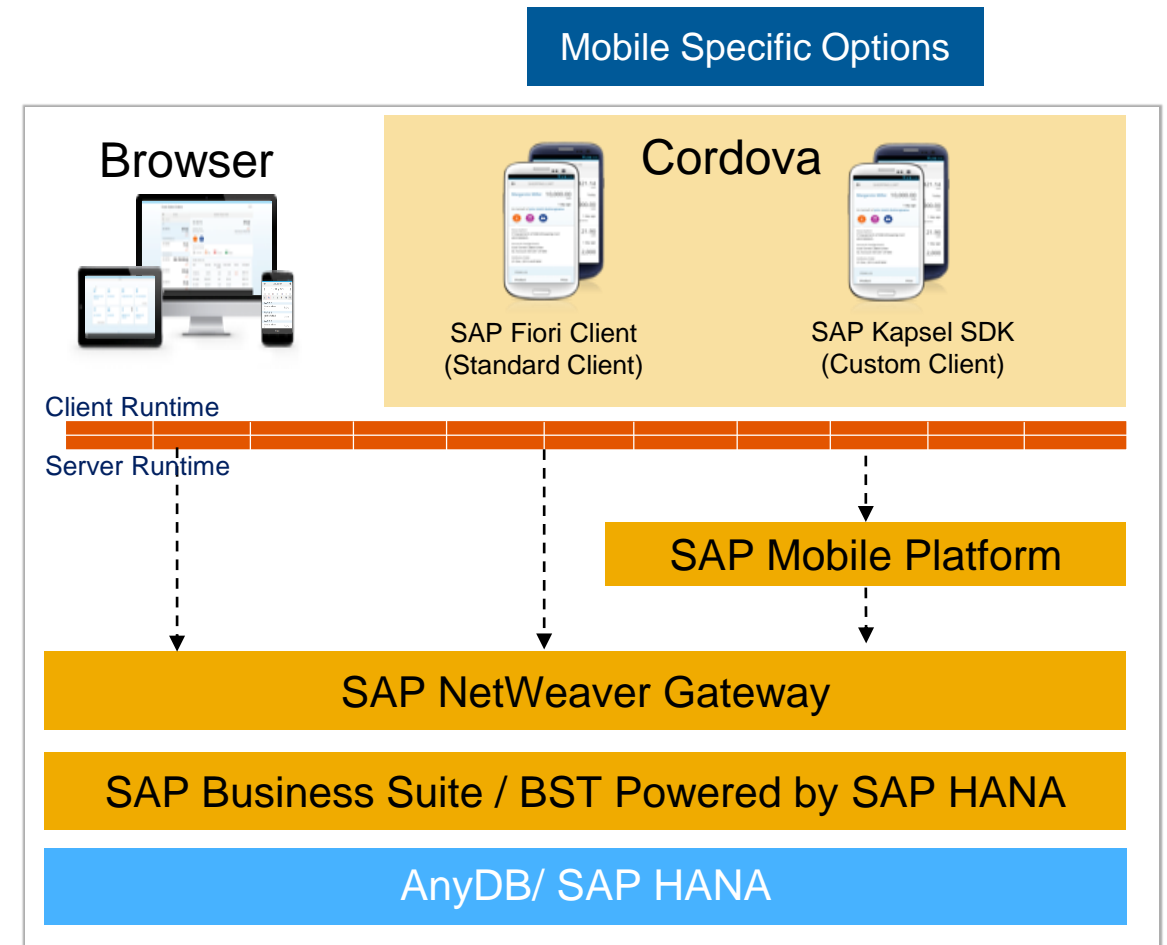 Mobile Specific Options
Browser
Cordova
SAP Fiori Client
(Standard Client)
SAP Kapsel SDK
(Custom Client)
Client Runtime
Server Runtime
SAP Mobile Platform
SAP NetWeaver Gateway
SAP Business Suite / BST Powered by SAP HANA
AnyDB/ SAP HANA